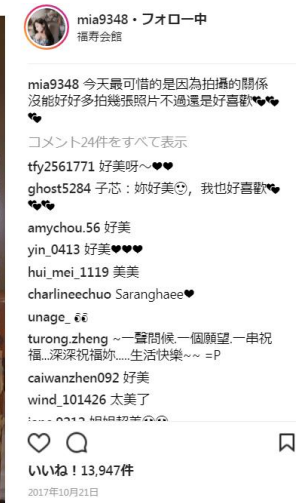 mia9348・フォロー中
福寿会館
mia9348 今天最可惜的是因為拍攝的關係
沒能好好多拍幾張照片不過還是好喜歡
コメント24件をすべて表示
tfy2561771 好美呀～❤❤
ghost5284 子芯：妳好美🙂，我也好喜歡
amychou.56 好美
yin_0413 好美❤❤❤
hui_mei_1119 美美
charlineechuo Saranghaee❤
unage_ 👀
turong.zheng ~一聲問候.一個願望.一串祝
福...深深祝福妳.....生活快樂~~ =P
caiwanzhen092 好美
wind_101426 太美了
いいね！13,947件
2017年10月21日